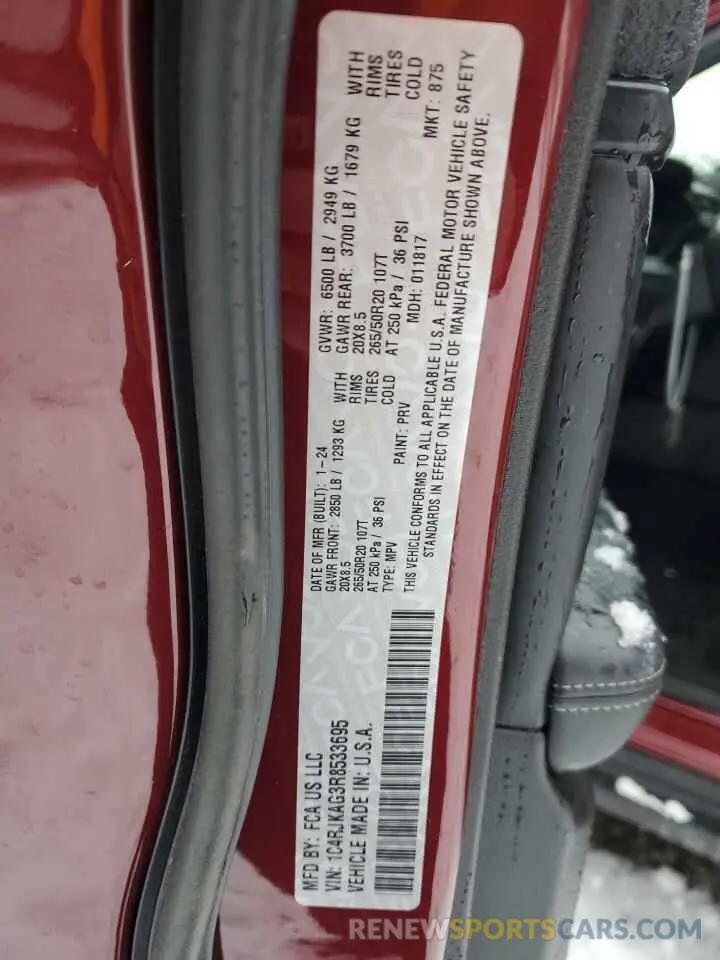 MFD BY: FCA US LLC
VIN: 1C4RJKAG3R8533695
VEHICLE MADE IN: U.S.A.
DATE OF MFR (BUILT): 1-24
GAWR FRONT: 2850 LB / 1293 KG WITH
20X8.5 RIMS
265/50R20 107T TIRES
AT 250 kPa / 36 PSI COLD
TYPE: MPV
PAINT: PRV
GVWR: 6500 LB / 2949 KG
GAWR REAR: 3700 LB / 1679 KG WITH
20X8.5 RIMS
265/50R20 107T TIRES
AT 250 kPa / 36 PSI COLD
MDH: 011817 MKT: 875
THIS VEHICLE CONFORMS TO ALL APPLICABLE U.S.A. FEDERAL MOTOR VEHICLE SAFETY
STANDARDS IN EFFECT ON THE DATE OF MANUFACTURE SHOWN ABOVE.
RENEWSPORTSCARS.COM